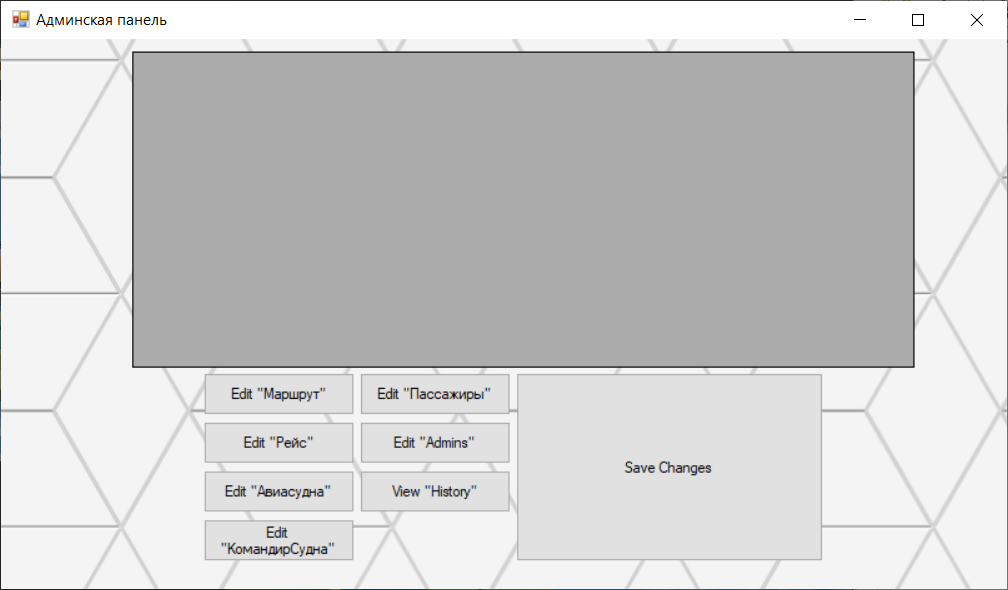 Админская панель
Edit "Маршрут"
Edit "Пассажиры"
Edit "Рейс"
Edit "Admins"
Save Changes
Edit "Авиасудна"
View "History"
Edit
"КомандирСудна"